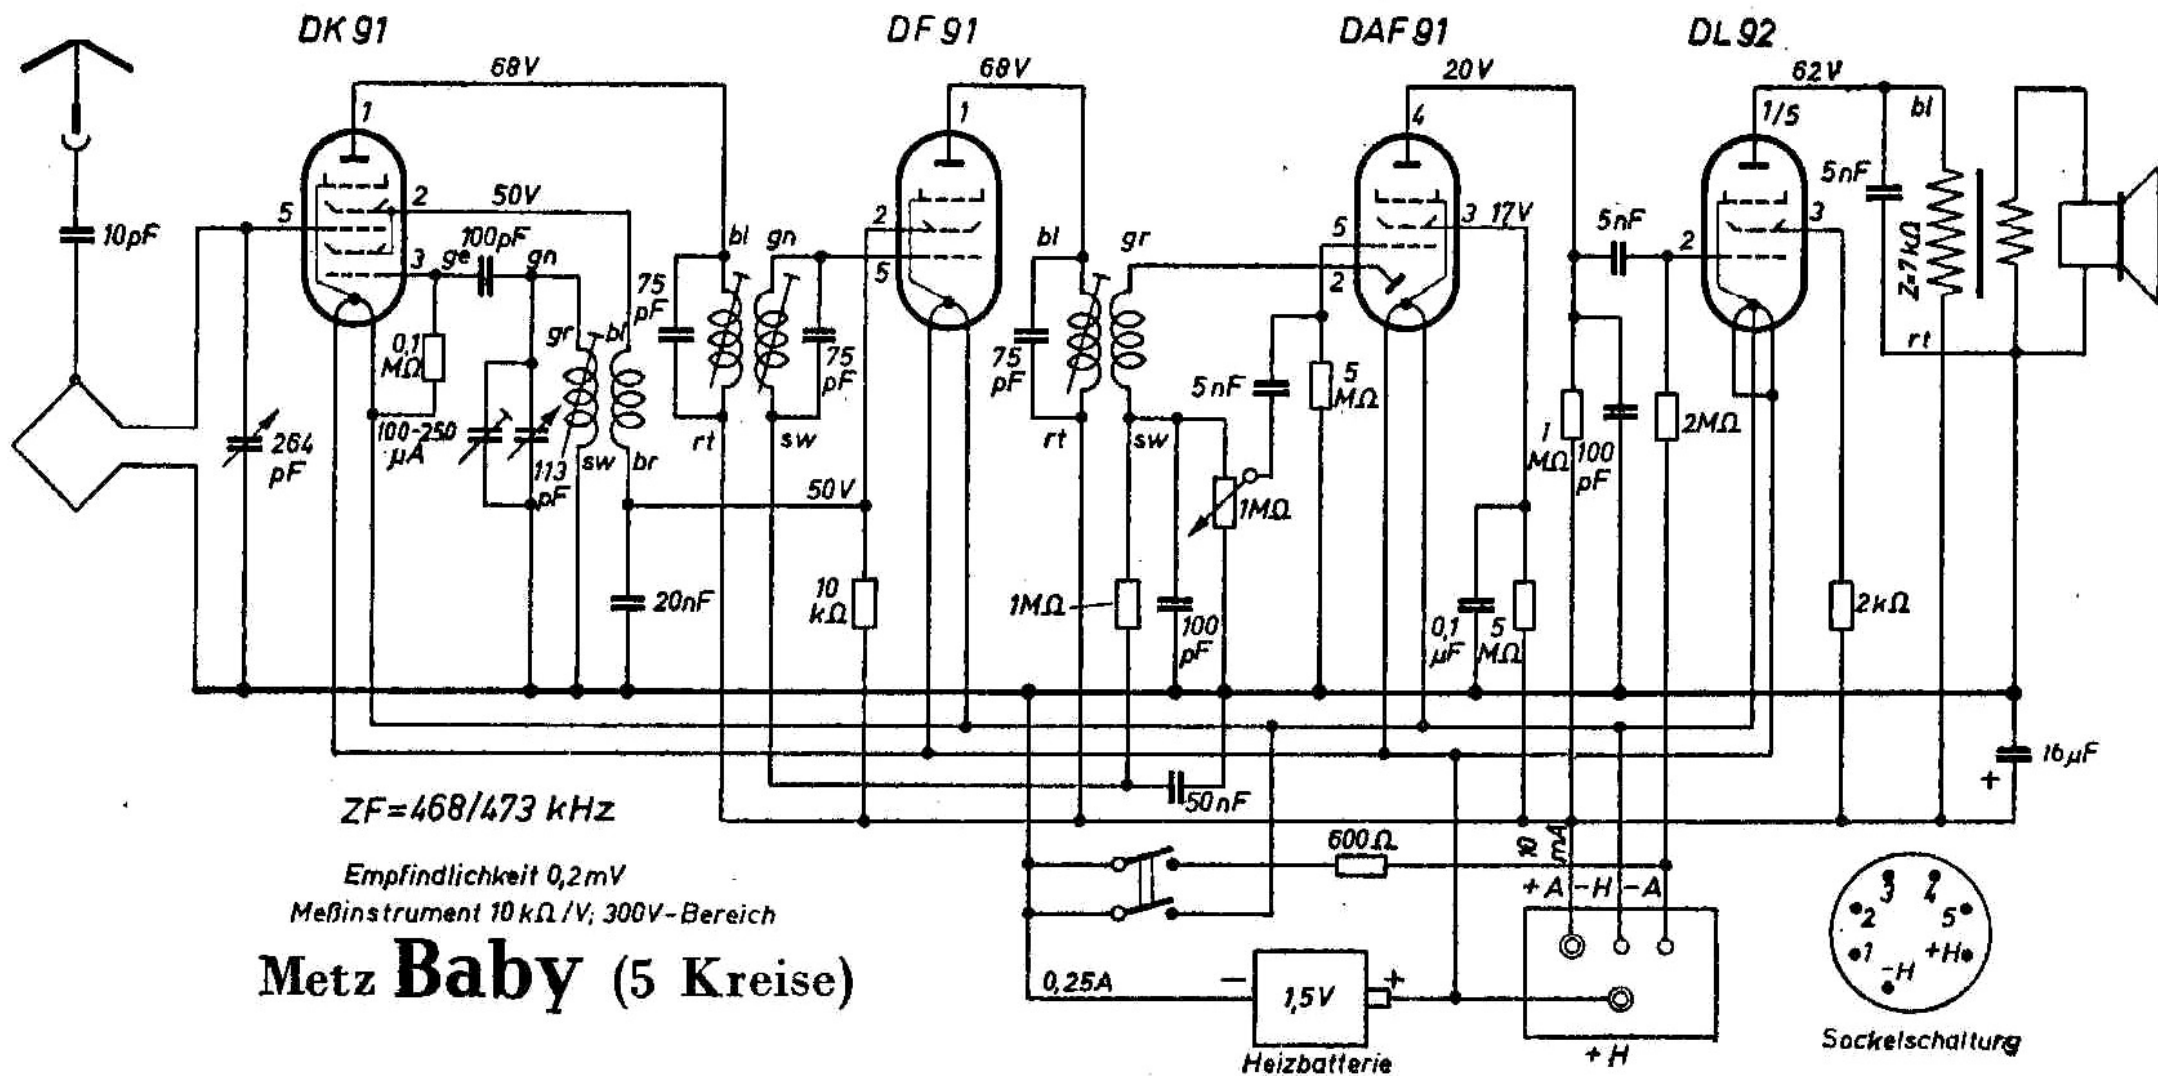 DK 91
DF 91
DAF 91
DL 92
68V
68V
20V
62V
1
1
4
1/5
bl
5
2
50V
3
ge
100pF
gn
10pF
bl
gn
2
5
bl
gr
5
2
3
17V
5nF
2
3
5nF
Z=7kΩ
rt
75
pF
75
pF
75
pF
0,1
MΩ
gr
bl
100-250
µA
264
pF
113
pF
sw
br
rt
sw
rt
sw
5nF
5
MΩ
1MΩ
1
MΩ
100
pF
2MΩ
50V
20nF
10
kΩ
1MΩ
100
pF
0,1
µF
5
MΩ
2kΩ
16µF
+
50nF
ZF=468/473 kHz
Empfindlichkeit 0,2mV
Meßinstrument 10kΩ/V; 300V-Bereich
Metz Baby (5 Kreise)
600Ω
10
mA
+A -H -A
0,25A
-
1,5V
+
Heizbatterie
+H
3
4
2
5
1
+H
-H
Sockelschaltung